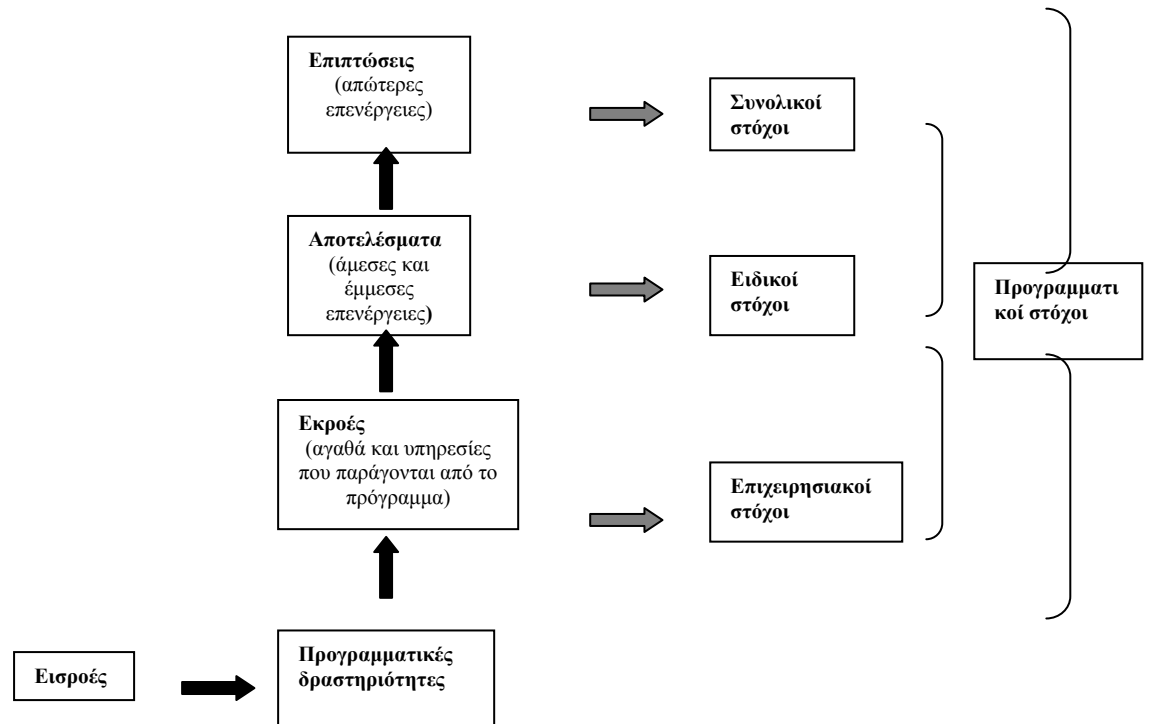 Επιπτώσεις
(απώτερες
επενέργειες)
Συνολικοί
στόχοι
Αποτελέσματα
(άμεσες και
έμμεσες
επενέργειες)
Ειδικοί
στόχοι
Προγραμματι
κοί στόχοι
Εκροές
(αγαθά και υπηρεσίες
που παράγονται από το
πρόγραμμα)
Επιχειρησιακοί
στόχοι
Εισροές
Προγραμματικές
δραστηριότητες